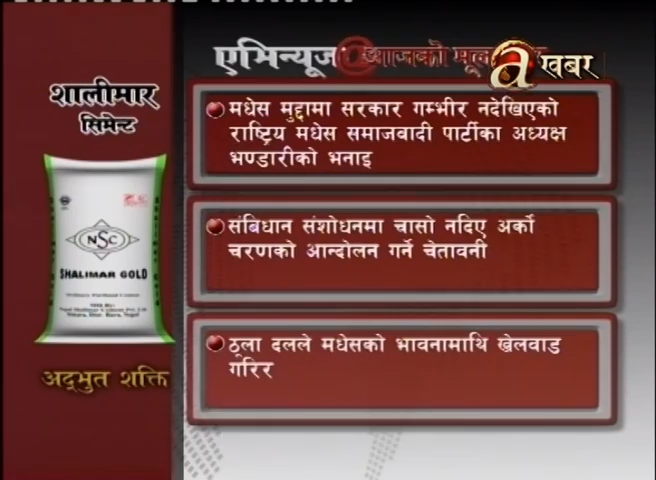 शालीमार
सिमेन्ट
NSC
SHALIMAR GOLD
अद्भुत शक्ति
एभिन्यूज @ आजको मूल
a खबर
मधेस मुद्दामा सरकार गम्भीर नदेखिएको
राष्ट्रिय मधेस समाजवादी पार्टीका अध्यक्ष
भण्डारीको भनाइ
संबिधान संशोधनमा चासो नदिए अर्को
चरणको आन्दोलन गर्ने चेतावनी
ठूला दलले मधेसको भावनामाथि खेलवाड
गरिर